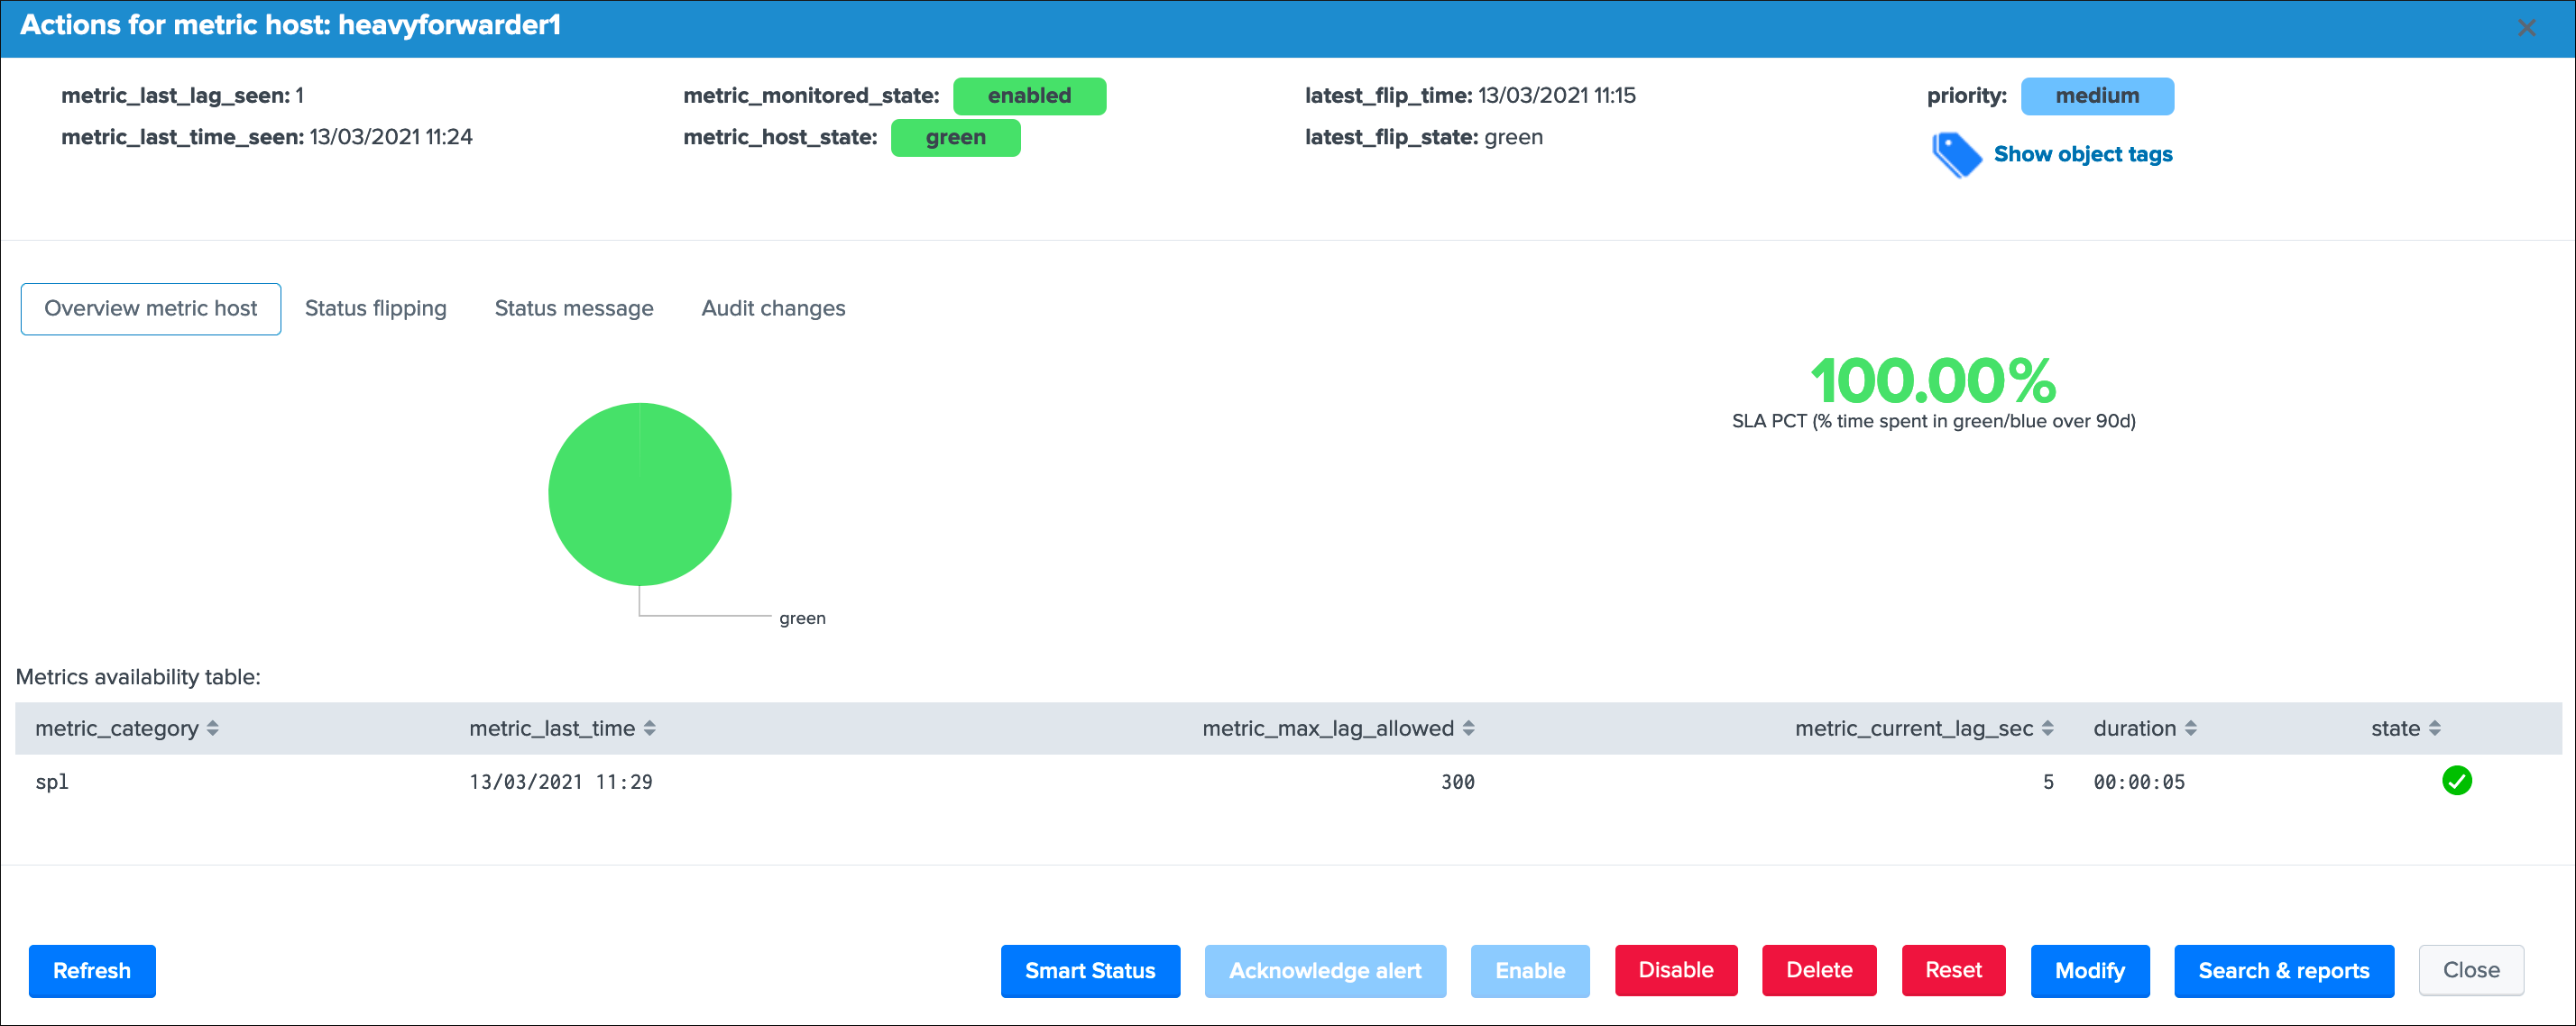 Actions for metric host: heavyforwarder1
metric_last_lag_seen: 1
metric_last_time_seen: 13/03/2021 11:24
metric_monitored_state: enabled
metric_host_state: green
latest_flip_time: 13/03/2021 11:15
latest_flip_state: green
priority: medium
Show object tags
Overview metric host Status flipping Status message Audit changes
green
100.00%
SLA PCT (% time spent in green/blue over 90d)
Metrics availability table:
metric_category metric_last_time metric_max_lag_allowed metric_current_lag_sec duration state
spl 13/03/2021 11:29 300 5 00:00:05
Refresh Smart Status Acknowledge alert Enable Disable Delete Reset Modify Search & reports Close